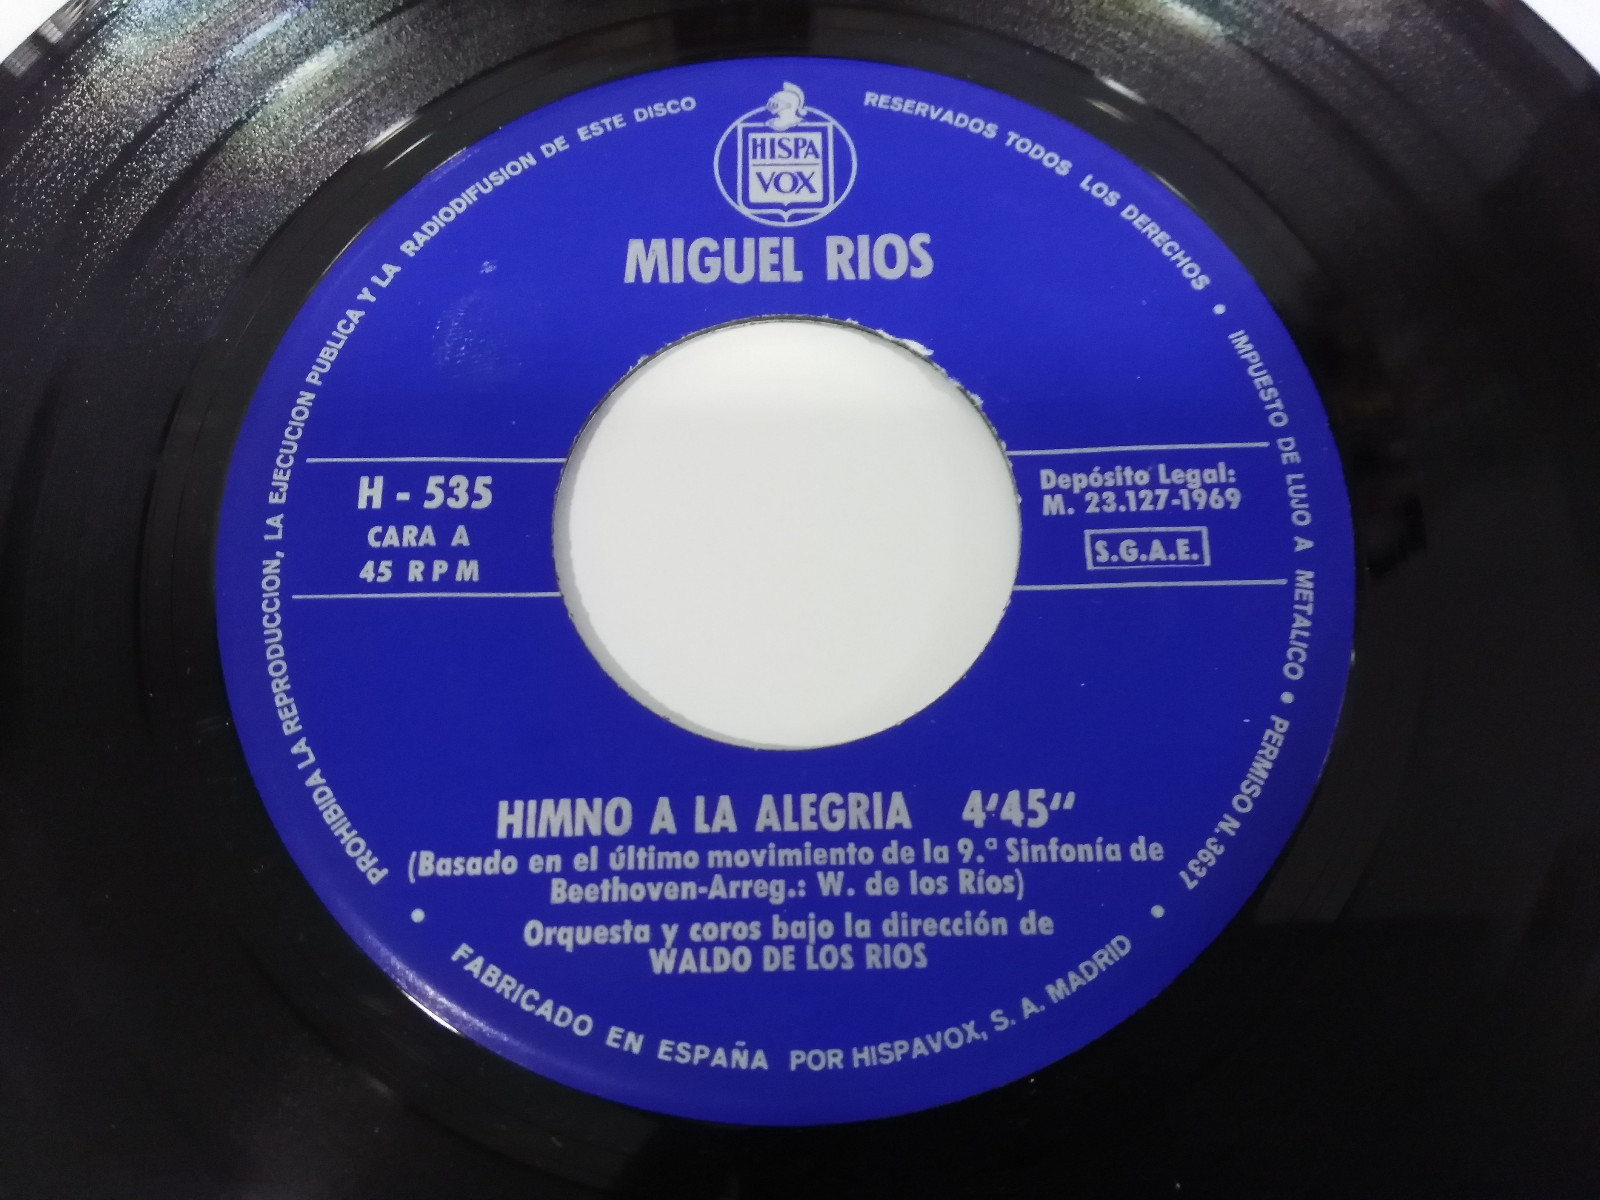 HISPA
VOX
MIGUEL RIOS
H - 535
CARA A
45 RPM
Depósito Legal:
M. 23.127-1969
S.G.A.E.
HIMNO A LA ALEGRIA 4'45"
(Basado en el último movimiento de la 9.ª Sinfonía de
Beethoven-Arreg.: W. de los Ríos)
Orquesta y coros bajo la dirección de
WALDO DE LOS RIOS
PROHIBIDA LA REPRODUCCION, LA EJECUCION PUBLICA Y LA RADIODIFUSION DE ESTE DISCO
RESERVADOS TODOS LOS DERECHOS • IMPUESTO DE LUJO A METALICO • PERMISO N. 3637
• FABRICADO EN ESPAÑA POR HISPAVOX, S. A. MADRID •